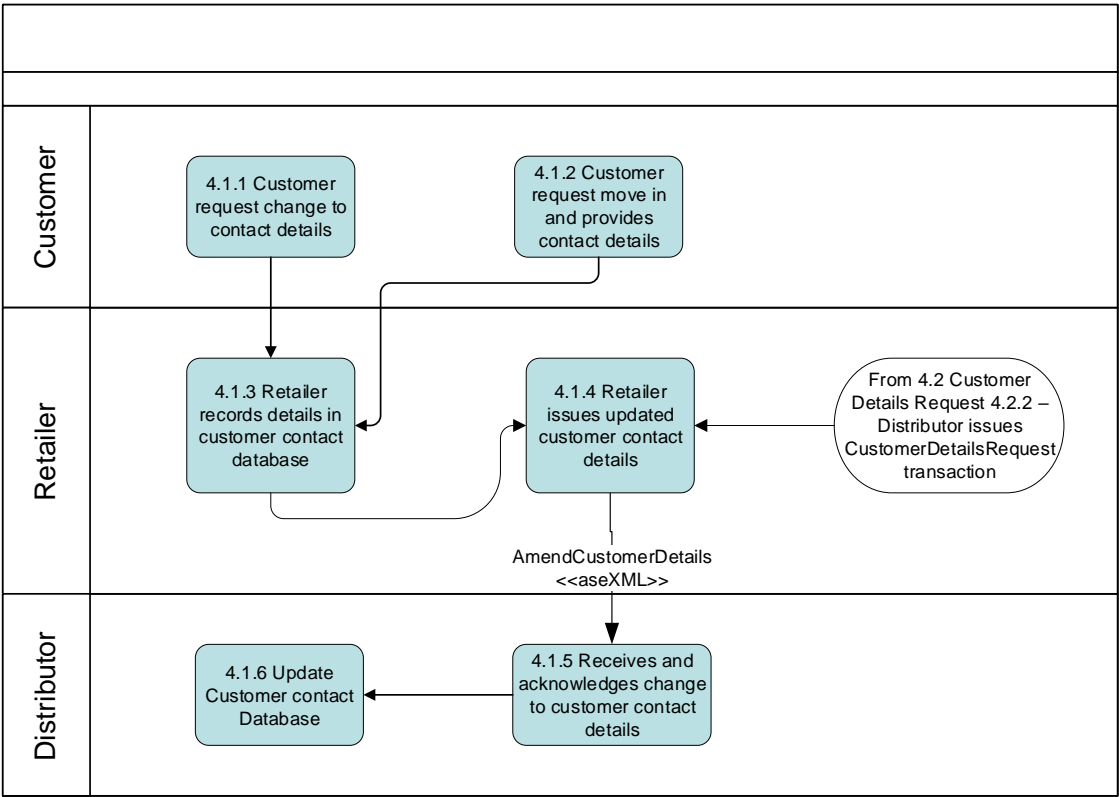 Customer
4.1.1 Customer
request change to
contact details
4.1.2 Customer
request move in
and provides
contact details
Retailer
4.1.3 Retailer
records details in
customer contact
database
4.1.4 Retailer
issues updated
customer contact
details
From 4.2 Customer
Details Request 4.2.2 –
Distributor issues
CustomerDetailsRequest
transaction
AmendCustomerDetails
<<aseXML>>
Distributor
4.1.6 Update
Customer contact
Database
4.1.5 Receives and
acknowledges change
to customer contact
details